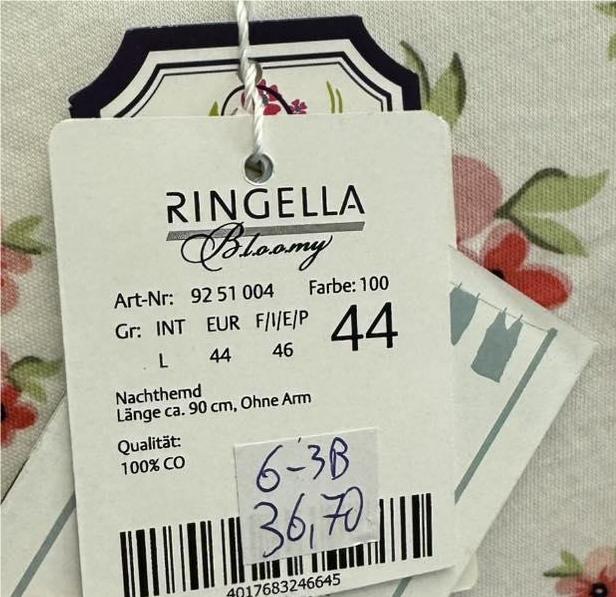 RINGELLA
Bloomy
Art-Nr: 92 51 004 Farbe: 100
Gr: INT EUR F/I/E/P 44
L 44 46
Nachthemd
Länge ca. 90 cm, Ohne Arm
Qualität:
100% CO
6-3B
36,70
4017683246645